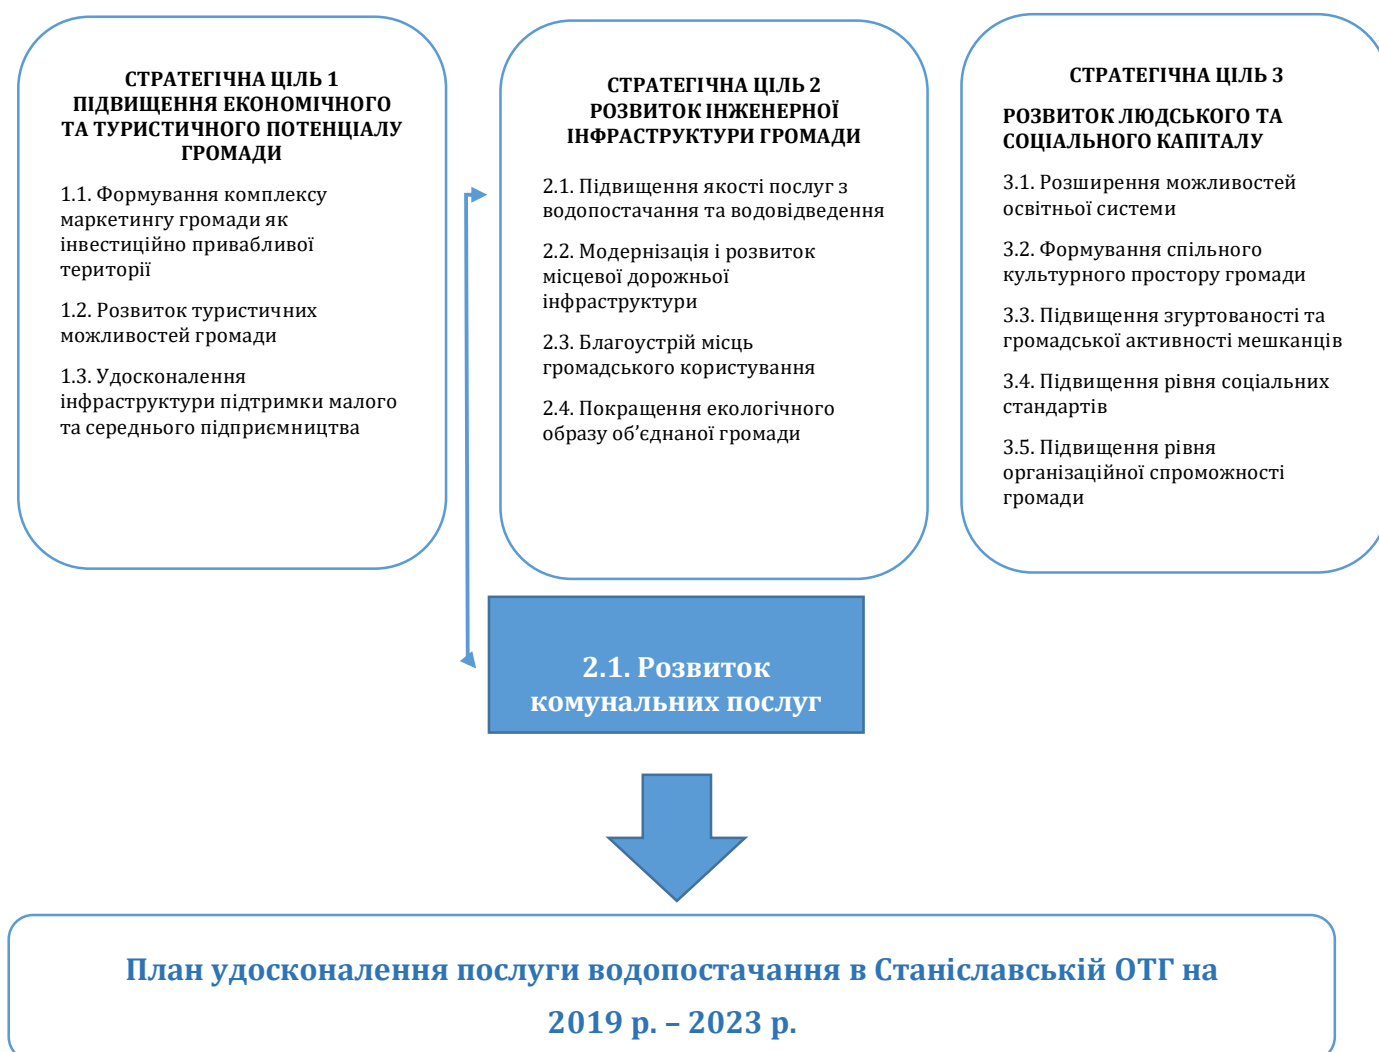 СТРАТЕГІЧНА ЦІЛЬ 1
ПІДВИЩЕННЯ ЕКОНОМІЧНОГО
ТА ТУРИСТИЧНОГО ПОТЕНЦІАЛУ
ГРОМАДИ
1.1. Формування комплексу
маркетингу громади як
інвестиційно привабливої
території
1.2. Розвиток туристичних
можливостей громади
1.3. Удосконалення
інфраструктури підтримки малого
та середнього підприємництва
СТРАТЕГІЧНА ЦІЛЬ 2
РОЗВИТОК ІНЖЕНЕРНОЇ
ІНФРАСТРУКТУРИ ГРОМАДИ
2.1. Підвищення якості послуг з
водопостачання та водовідведення
2.2. Модернізація і розвиток
місцевої дорожньої
інфраструктури
2.3. Благоустрій місць
громадського користування
2.4. Покращення екологічного
образу об’єднаної громади
СТРАТЕГІЧНА ЦІЛЬ 3
РОЗВИТОК ЛЮДСЬКОГО ТА
СОЦІАЛЬНОГО КАПІТАЛУ
3.1. Розширення можливостей
освітньої системи
3.2. Формування спільного
культурного простору громади
3.3. Підвищення згуртованості та
громадської активності мешканців
3.4. Підвищення рівня соціальних
стандартів
3.5. Підвищення рівня
організаційної спроможності
громади
2.1. Розвиток
комунальних послуг
План удосконалення послуги водопостачання в Станіславській ОТГ на
2019 р. – 2023 р.